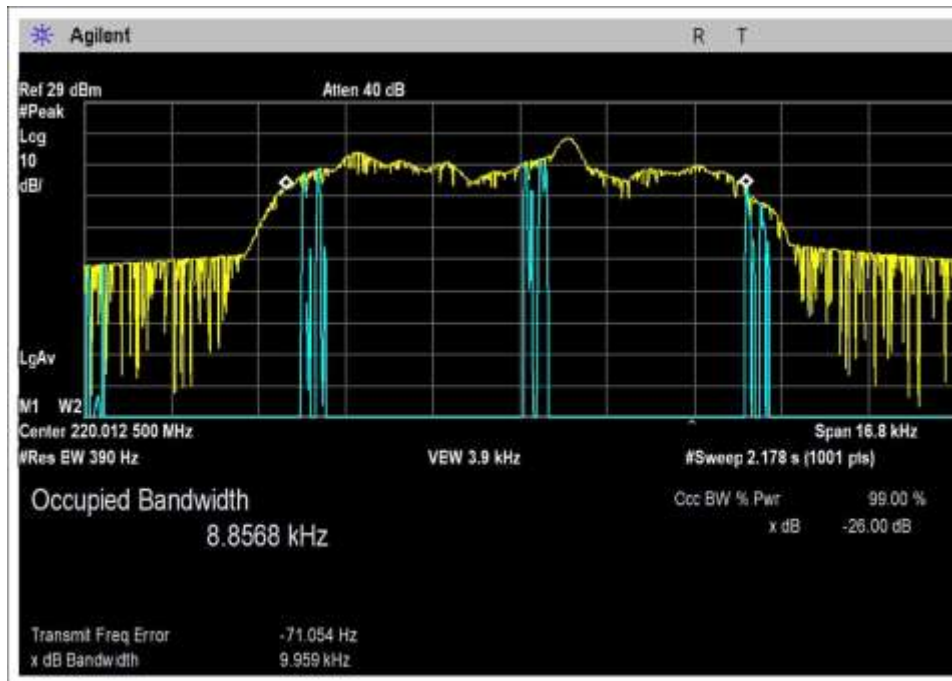 Agilent R T
Ref 29 dBm Atten 40 dB
#Peak
Log
10
dB/
LgAv
M1 W2
Center 220.012 500 MHz Span 16.8 kHz
#Res BW 390 Hz VBW 3.9 kHz #Sweep 2.178 s (1001 pts)
Occupied Bandwidth Occ BW % Pwr 99.00 %
8.8568 kHz x dB -26.00 dB
Transmit Freq Error -71.054 Hz
x dB Bandwidth 9.959 kHz